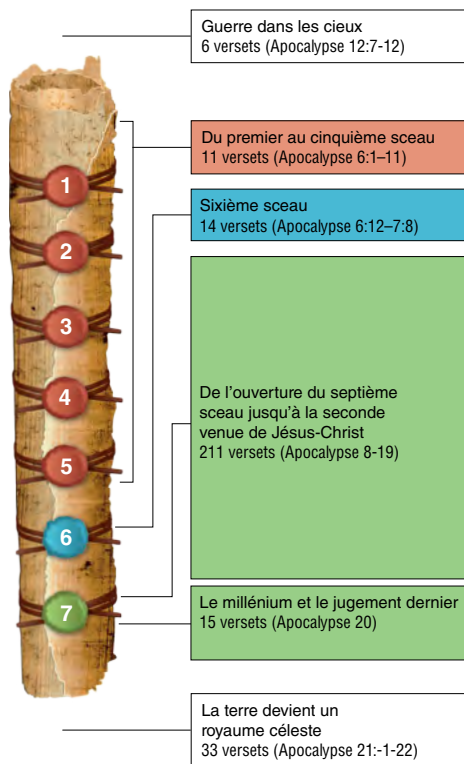 Guerre dans les cieux
6 versets (Apocalypse 12:7-12)
Du premier au cinquième sceau
11 versets (Apocalypse 6:1–11)
1
Sixième sceau
14 versets (Apocalypse 6:12–7:8)
2
3
De l'ouverture du septième
sceau jusqu'à la seconde
venue de Jésus-Christ
211 versets (Apocalypse 8-19)
4
5
6
7
Le millénium et le jugement dernier
15 versets (Apocalypse 20)
La terre devient un
royaume céleste
33 versets (Apocalypse 21:-1-22)